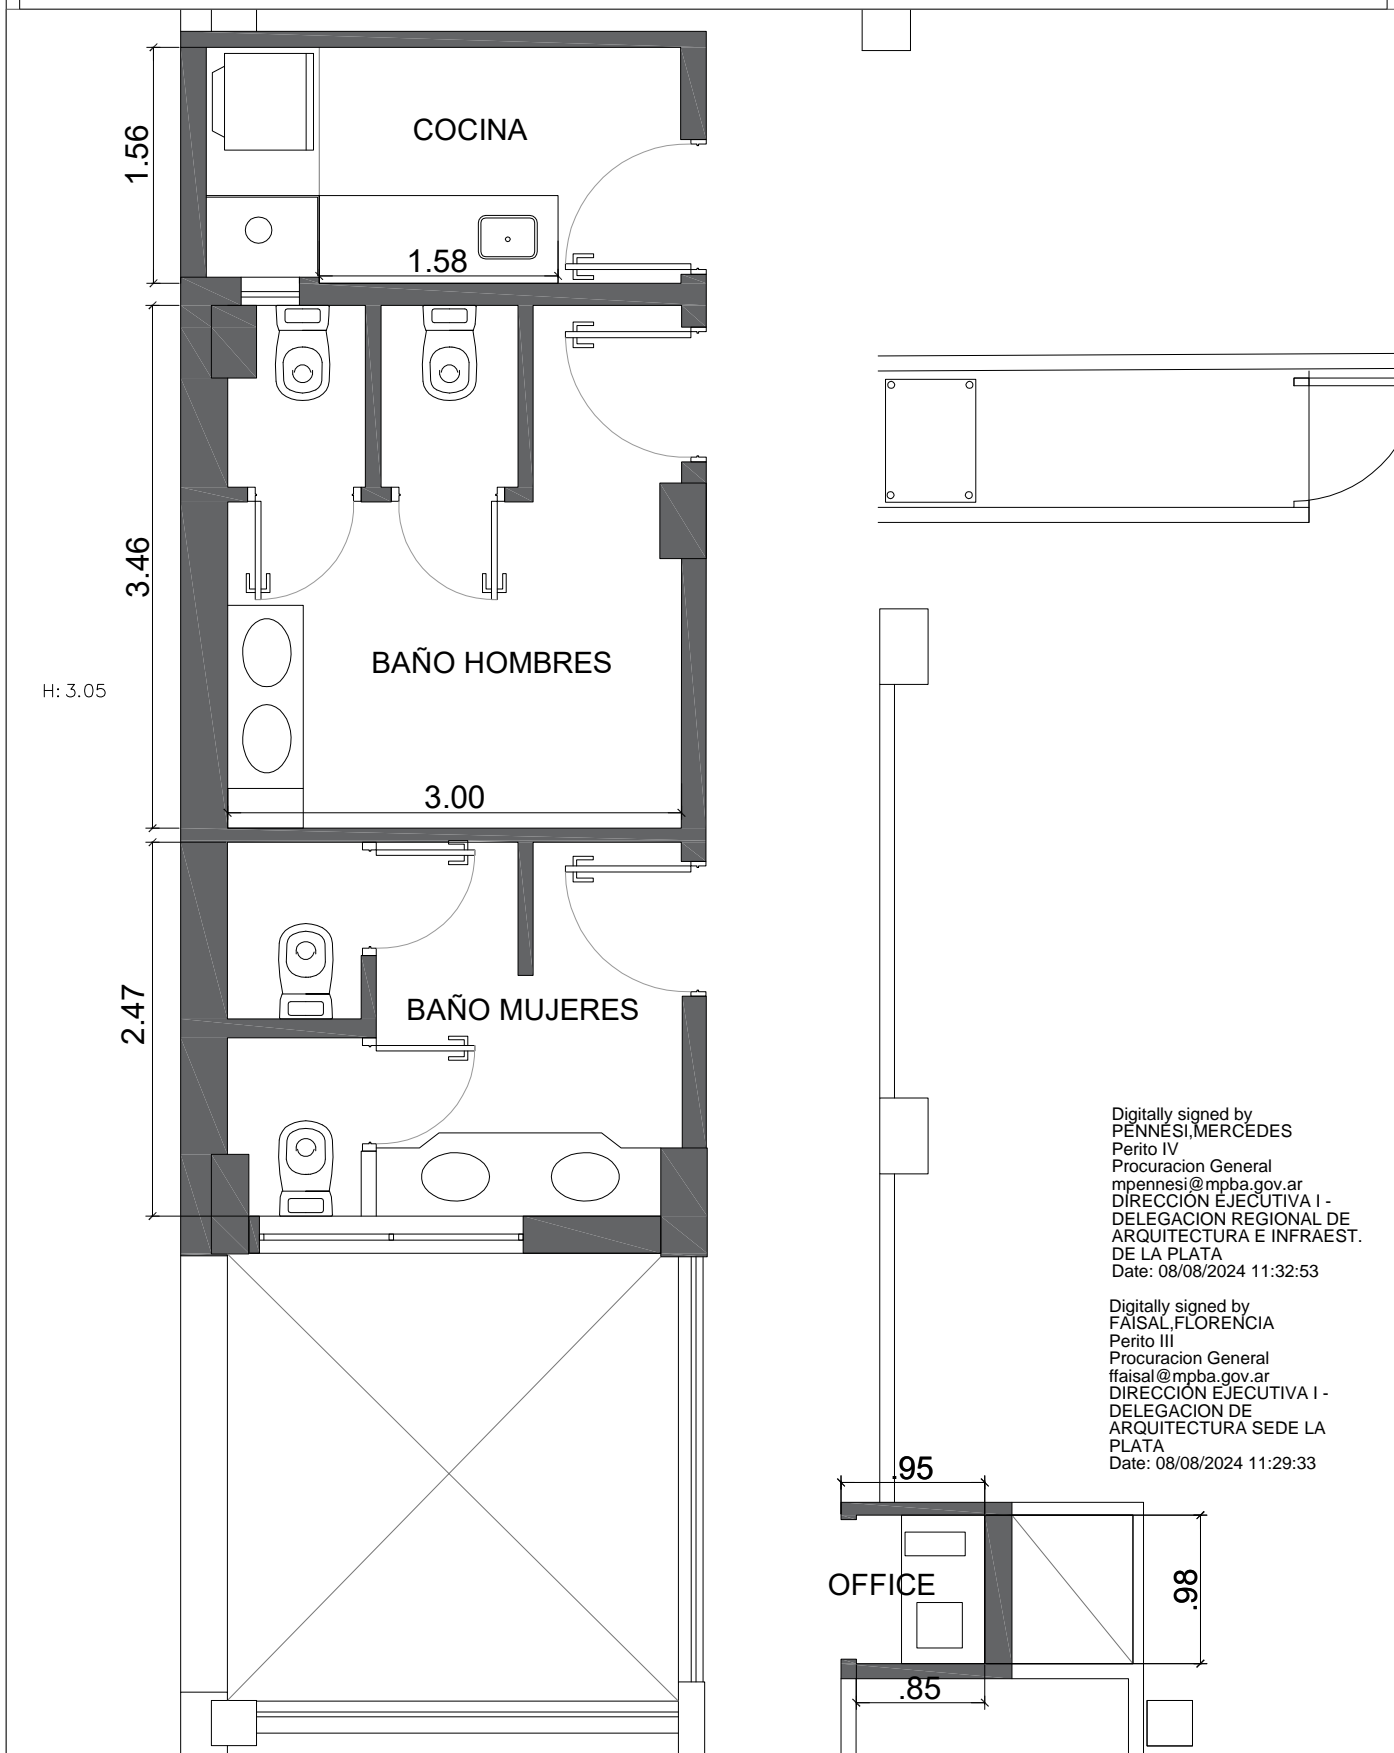 COCINA
1.56
1.58
3.46
BAÑO HOMBRES
H: 3.05
3.00
2.47
BAÑO MUJERES
Digitally signed by
PENNESI,MERCEDES
Perito IV
Procuracion General
mpennesi@mpba.gov.ar
DIRECCIÓN EJECUTIVA I -
DELEGACION REGIONAL DE
ARQUITECTURA E INFRAEST.
DE LA PLATA
Date: 08/08/2024 11:32:53
Digitally signed by
FAISAL,FLORENCIA
Perito III
Procuracion General
ffaisal@mpba.gov.ar
DIRECCIÓN EJECUTIVA I -
DELEGACION DE
ARQUITECTURA SEDE LA
PLATA
Date: 08/08/2024 11:29:33
.95
OFFICE
.98
.85